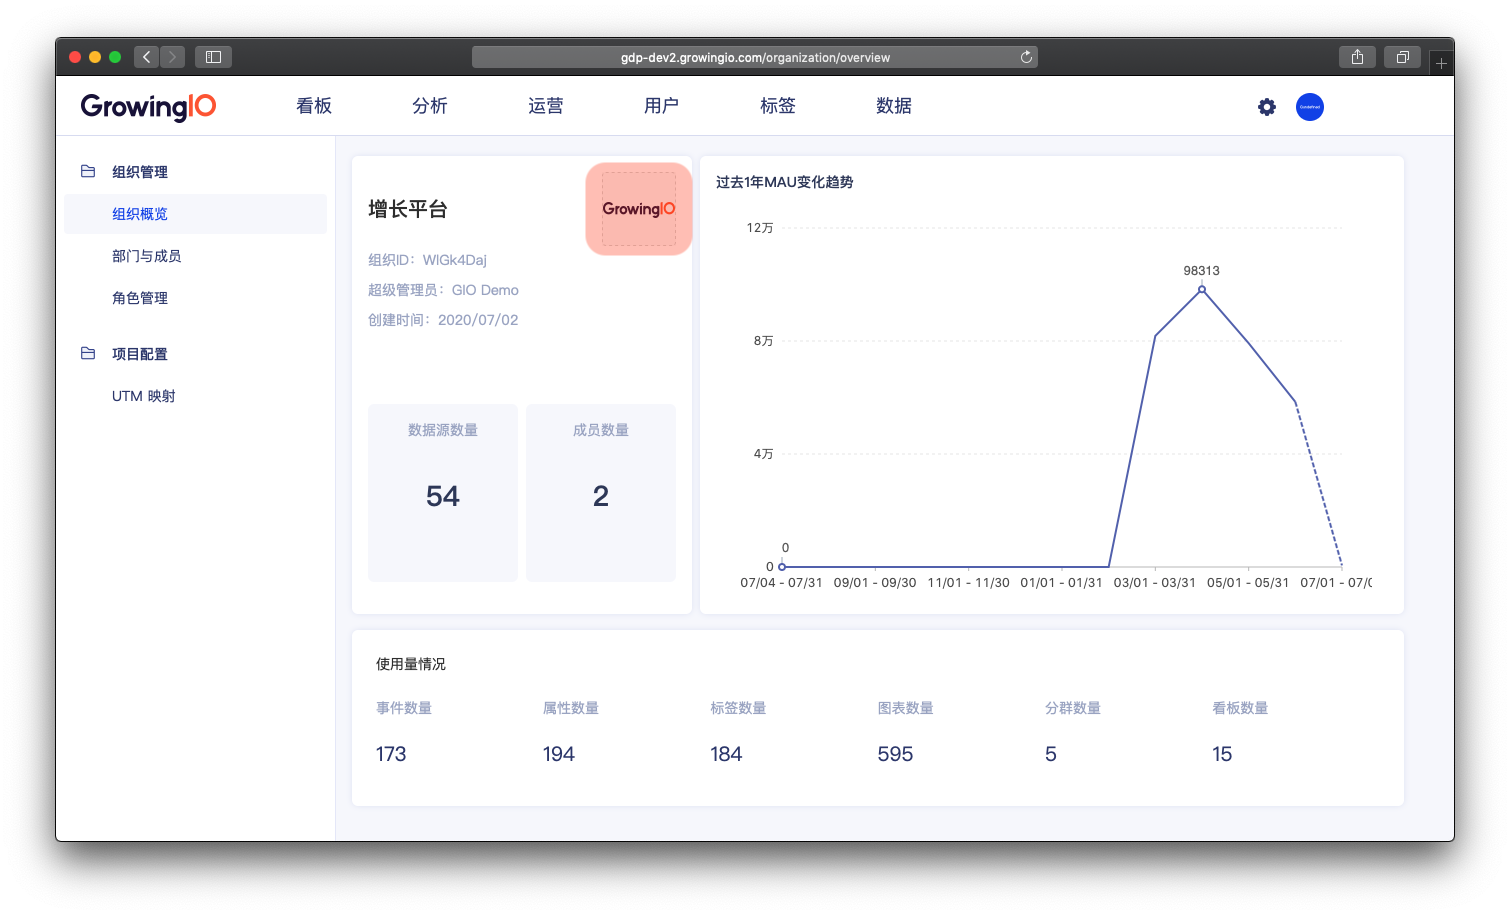 gdp-dev2.growingio.com/organization/overview
GrowingIO
看板
分析
运营
用户
标签
数据
组织管理
组织概览
部门与成员
角色管理
项目配置
UTM 映射
增长平台
GrowingIO
组织ID：WlGk4Daj
超级管理员：GIO Demo
创建时间：2020/07/02
数据源数量
54
成员数量
2
过去1年MAU变化趋势
12万
8万
4万
0
98313
0
07/04 - 07/31
09/01 - 09/30
11/01 - 11/30
01/01 - 01/31
03/01 - 03/31
05/01 - 05/31
07/01 - 07/0
使用量情况
事件数量
173
属性数量
194
标签数量
184
图表数量
595
分群数量
5
看板数量
15